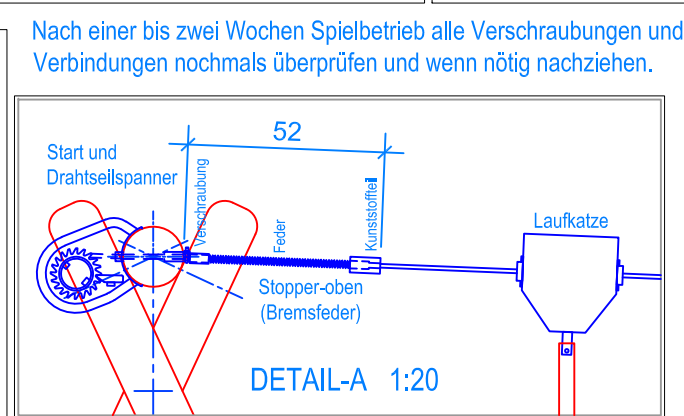 Nach einer bis zwei Wochen Spielbetrieb alle Verschraubungen und
Verbindungen nochmals überprüfen und wenn nötig nachziehen.
52
Start und
Drahtseilspanner
Verschraubung
Feder
Kunststoffteil
Laufkatze
Stopper-oben
(Bremsfeder)
DETAIL-A 1:20